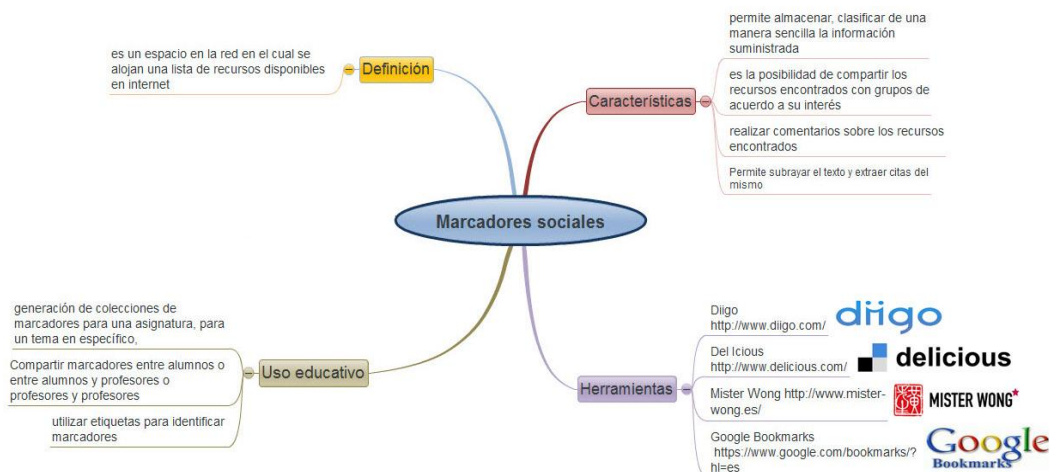 Marcadores sociales
Definición
es un espacio en la red en el cual se
alojan una lista de recursos disponibles
en internet
Características
permite almacenar, clasificar de una
manera sencilla la información
suministrada
es la posibilidad de compartir los
recursos encontrados con grupos de
acuerdo a su interés
realizar comentarios sobre los recursos
encontrados
Permite subrayar el texto y extraer citas del
mismo
Uso educativo
generación de colecciones de
marcadores para una asignatura, para
un tema en específico,
Compartir marcadores entre alumnos o
entre alumnos y profesores o
profesores y profesores
utilizar etiquetas para identificar
marcadores
Herramientas
Diigo
http://www.diigo.com/
diigo
Del Icious
http://www.delicious.com/
delicious
Mister Wong http://www.mister-
wong.es/
MISTER WONG
Google Bookmarks
https://www.google.com/bookmarks/?
hl=es
Google
Bookmarks